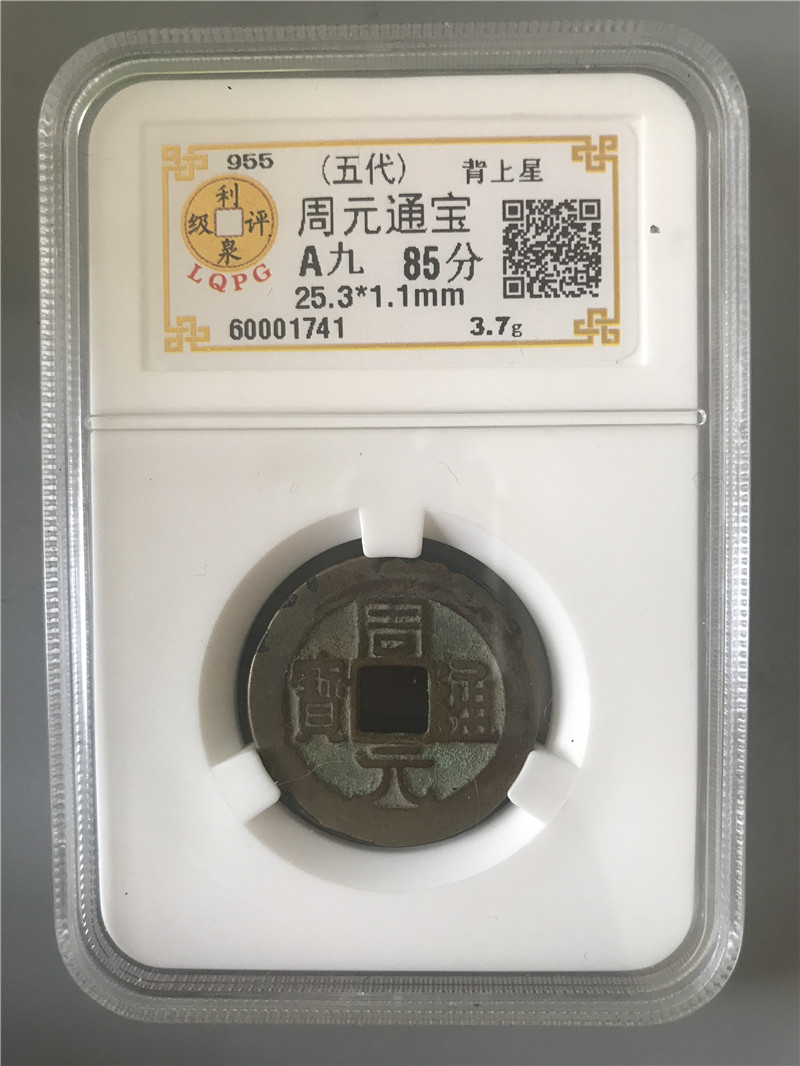 955 (五代) 背上星
利泉评级
周元通宝
LQPG
A九 85分
25.3*1.1mm
60001741 3.7g
周元通寳